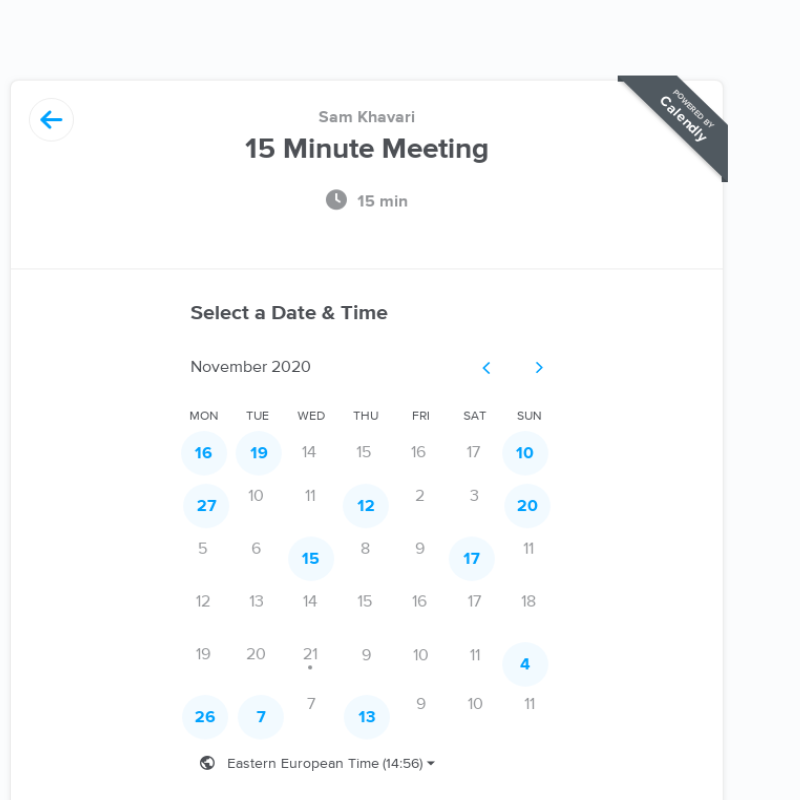 POWERED BY
Calendly
Sam Khavari
15 Minute Meeting
15 min
Select a Date & Time
November 2020
MON TUE WED THU FRI SAT SUN
16 19 14 15 16 17 10
27 10 11 12 2 3 20
5 6 15 8 9 17 11
12 13 14 15 16 17 18
19 20 21 9 10 11 4
26 7 7 13 9 10 11
Eastern European Time (14:56)